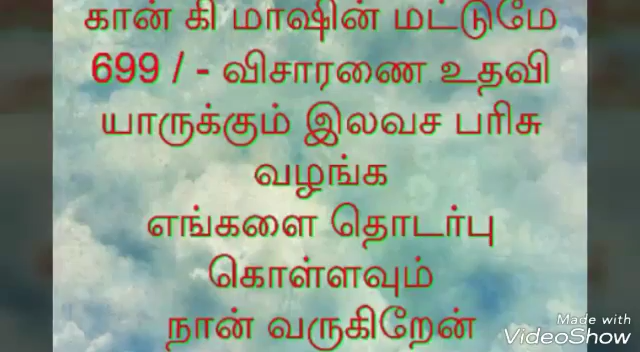 கான் கி மாஷின் மட்டுமே
699 / - விசாரணை உதவி
யாருக்கும் இலவச பரிசு
வழங்க
எங்களை தொடர்பு
கொள்ளவும்
நான் வருகிறேன்
Made with
VideoShow